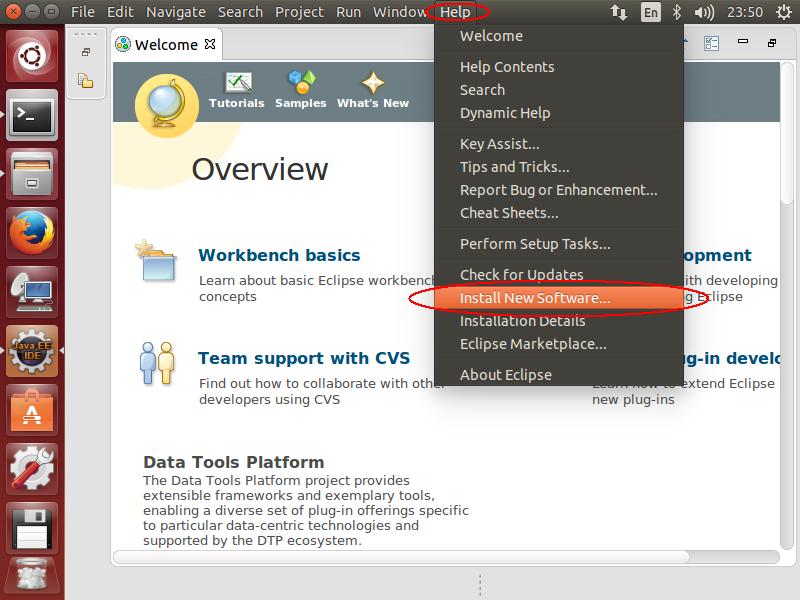 File Edit Navigate Search Project Run Window Help En 23:50
Welcome
Tutorials Samples What's New
Overview
Workbench basics
Learn about basic Eclipse workbench
concepts
Team support with CVS
Find out how to collaborate with other
developers using CVS
Data Tools Platform
The Data Tools Platform project provides
extensible frameworks and exemplary tools,
enabling a diverse set of plug-in offerings specific
to particular data-centric technologies and
supported by the DTP ecosystem.
Welcome
Help Contents
Search
Dynamic Help
Key Assist...
Tips and Tricks...
Report Bug or Enhancement...
Cheat Sheets...
Perform Setup Tasks...
Check for Updates
Install New Software...
Installation Details
Eclipse Marketplace...
About Eclipse
opment
with developing
ng Eclipse
ug-in develo
Learn how to extend Eclipse
new plug-ins
Java EE
IDE